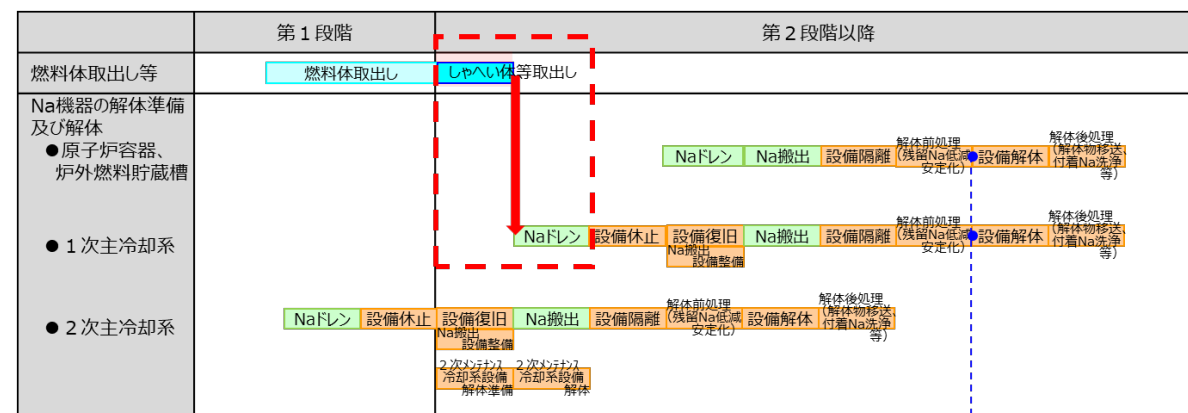 第１段階
第２段階以降
燃料体取出し等
燃料体取出し
しゃへい体等取出し
Na機器の解体準備
及び解体
●原子炉容器、
炉外燃料貯蔵槽
Naドレン
Na搬出
設備隔離
解体前処理
(残留Na低減
安定化)
設備解体
解体後処理
(解体物移送、
付着Na洗浄
等)
●１次主冷却系
Naドレン
設備休止
設備復旧
Na搬出
設備整備
Na搬出
設備隔離
解体前処理
(残留Na低減
安定化)
設備解体
解体後処理
(解体物移送、
付着Na洗浄
等)
●２次主冷却系
Naドレン
設備休止
設備復旧
Na搬出
設備整備
Na搬出
設備隔離
解体前処理
(残留Na低減
安定化)
設備解体
解体後処理
(解体物移送、
付着Na洗浄
等)
２次メンテナンス
冷却系設備
解体準備
２次メンテナンス
冷却系設備
解体